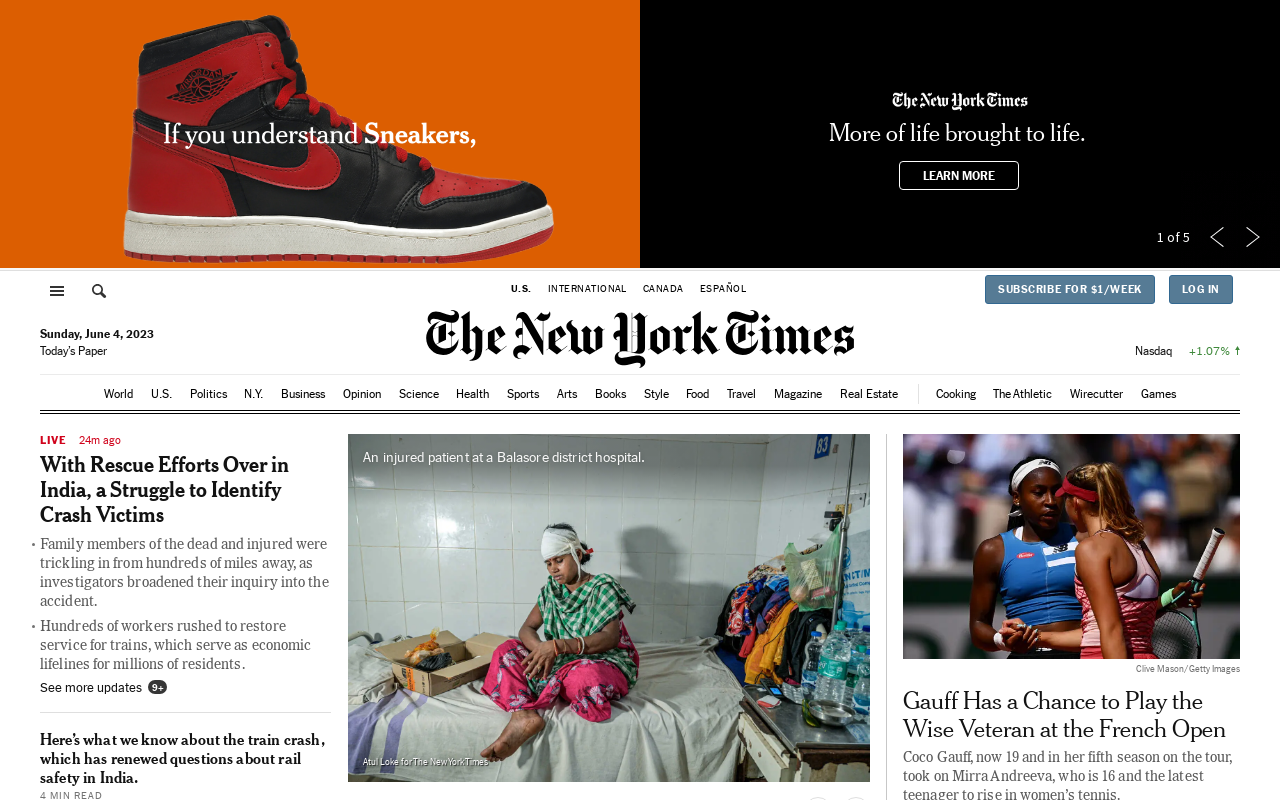 If you understand Sneakers,
The New York Times
More of life brought to life.
LEARN MORE
1 of 5
U.S. INTERNATIONAL CANADA ESPAÑOL
SUBSCRIBE FOR $1/WEEK LOG IN
The New York Times
Sunday, June 4, 2023
Today's Paper
Nasdaq +1.07%
World U.S. Politics N.Y. Business Opinion Science Health Sports Arts Books Style Food Travel Magazine Real Estate Cooking The Athletic Wirecutter Games
LIVE 24m ago
With Rescue Efforts Over in
India, a Struggle to Identify
Crash Victims
• Family members of the dead and injured were
trickling in from hundreds of miles away, as
investigators broadened their inquiry into the
accident.
• Hundreds of workers rushed to restore
service for trains, which serve as economic
lifelines for millions of residents.
See more updates 9+
Here's what we know about the train crash,
which has renewed questions about rail
safety in India.
4 MIN READ
An injured patient at a Balasore district hospital.
83
Atul Loke for The New York Times
Clive Mason/Getty Images
Gauff Has a Chance to Play the
Wise Veteran at the French Open
Coco Gauff, now 19 and in her fifth season on the tour,
took on Mirra Andreeva, who is 16 and the latest
teenager to rise in women's tennis.